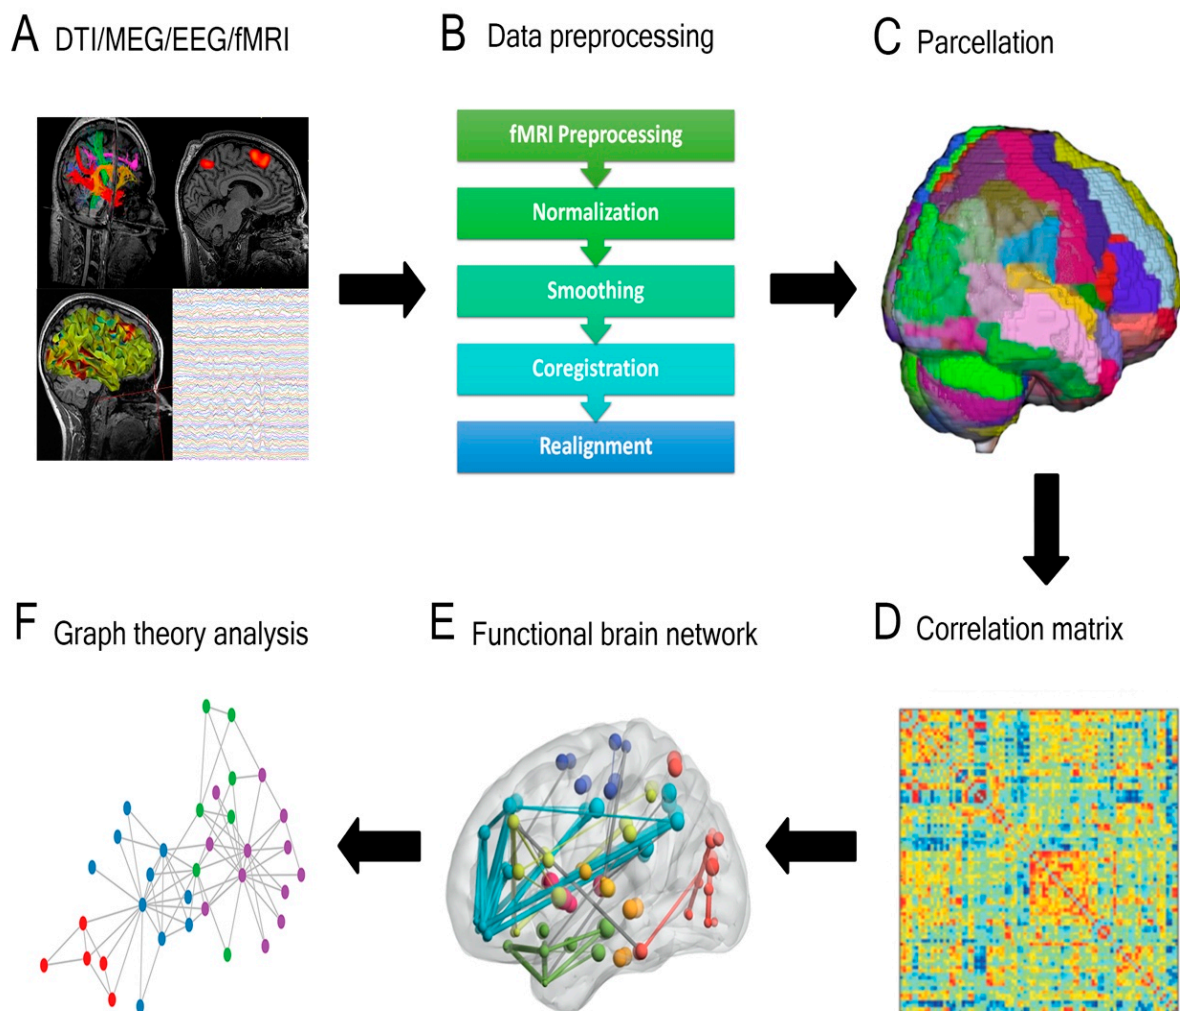 A DTI/MEG/EEG/fMRI
B Data preprocessing
C Parcellation
fMRI Preprocessing
Normalization
Smoothing
Coregistration
Realignment
F Graph theory analysis
E Functional brain network
D Correlation matrix